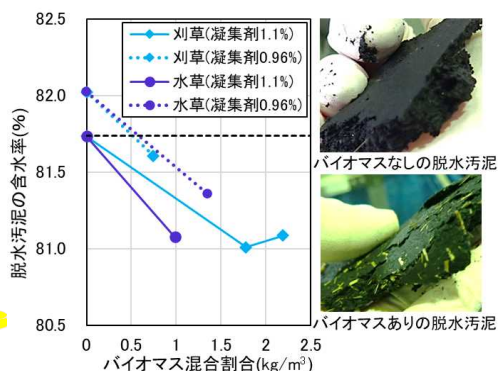 刈草(凝集剤1.1%)
刈草(凝集剤0.96%)
水草(凝集剤1.1%)
水草(凝集剤0.96%)
脱水汚泥の含水率(%)
82.5
82.0
81.5
81.0
80.5
0
0.5
1.0
1.5
2.0
2.5
バイオマス混合割合(kg/m³)
バイオマスなしの脱水汚泥
バイオマスありの脱水汚泥